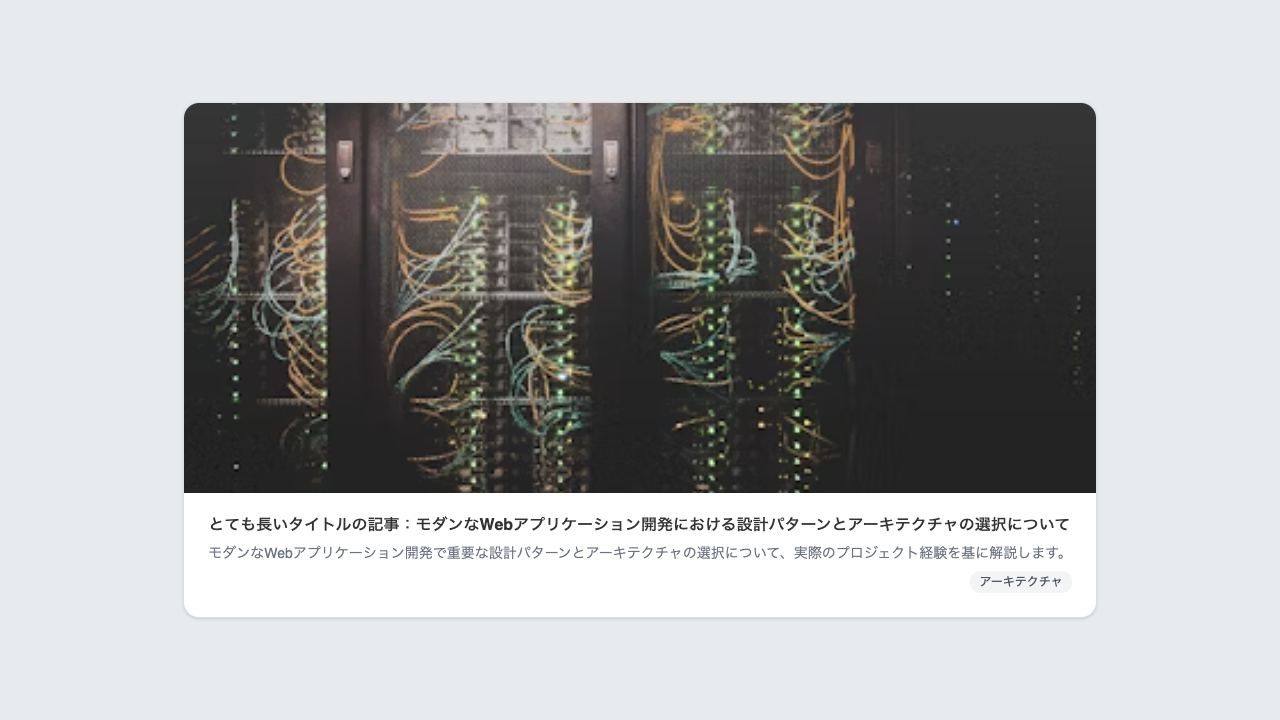 とても長いタイトルの記事：モダンなWebアプリケーション開発における設計パターンとアーキテクチャの選択について
モダンなWebアプリケーション開発で重要な設計パターンとアーキテクチャの選択について、実際のプロジェクト経験を基に解説します。
アーキテクチャ